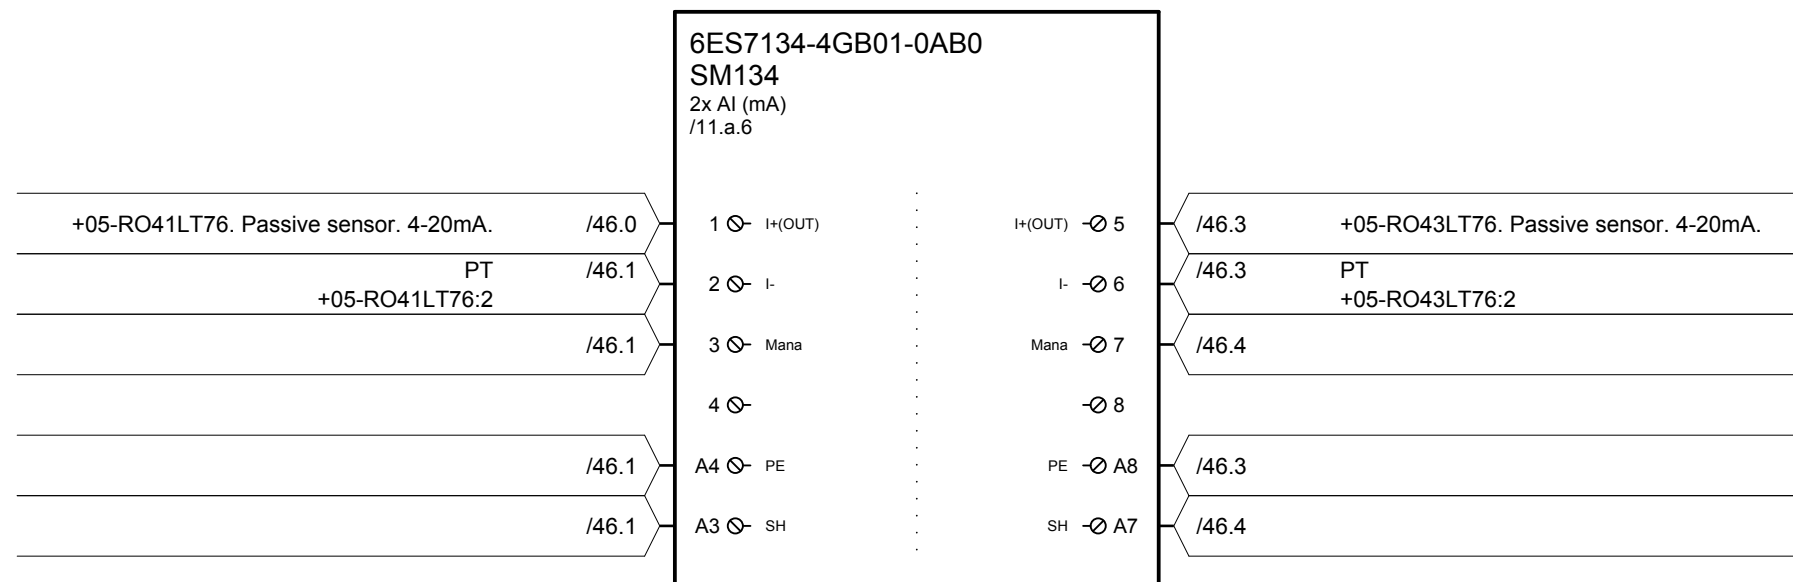 6ES7134-4GB01-0AB0
SM134
2x AI (mA)
/11.a.6
+05-RO41LT76. Passive sensor. 4-20mA. /46.0 1 I+(OUT) I+(OUT) 5 /46.3 +05-RO43LT76. Passive sensor. 4-20mA.
PT /46.1 2 I- I- 6 /46.3 PT
+05-RO41LT76:2 +05-RO43LT76:2
/46.1 3 Mana Mana 7 /46.4
4 8
/46.1 A4 PE PE A8 /46.3
/46.1 A3 SH SH A7 /46.4